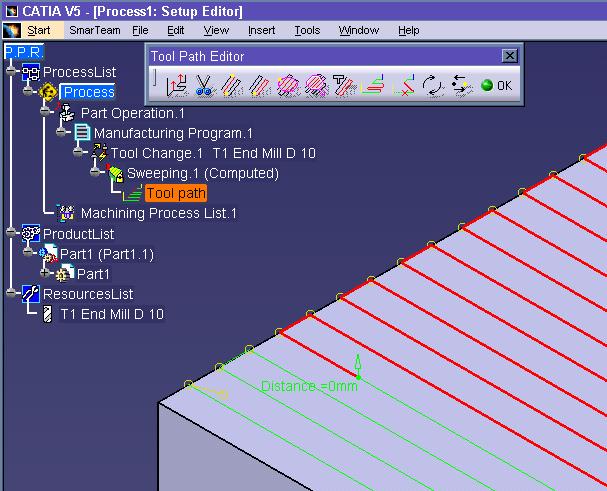 CATIA V5 - [Process1: Setup Editor]
Start SmarTeam File Edit View Insert Tools Window Help
P.P.R.
Tool Path Editor
OK
ProcessList
Process
Part Operation.1
Manufacturing Program.1
Tool Change.1 T1 End Mill D 10
Sweeping.1 (Computed)
Tool path
Machining Process List.1
ProductList
Part1 (Part1.1)
Part1
ResourcesList
T1 End Mill D 10
Distance =0mm